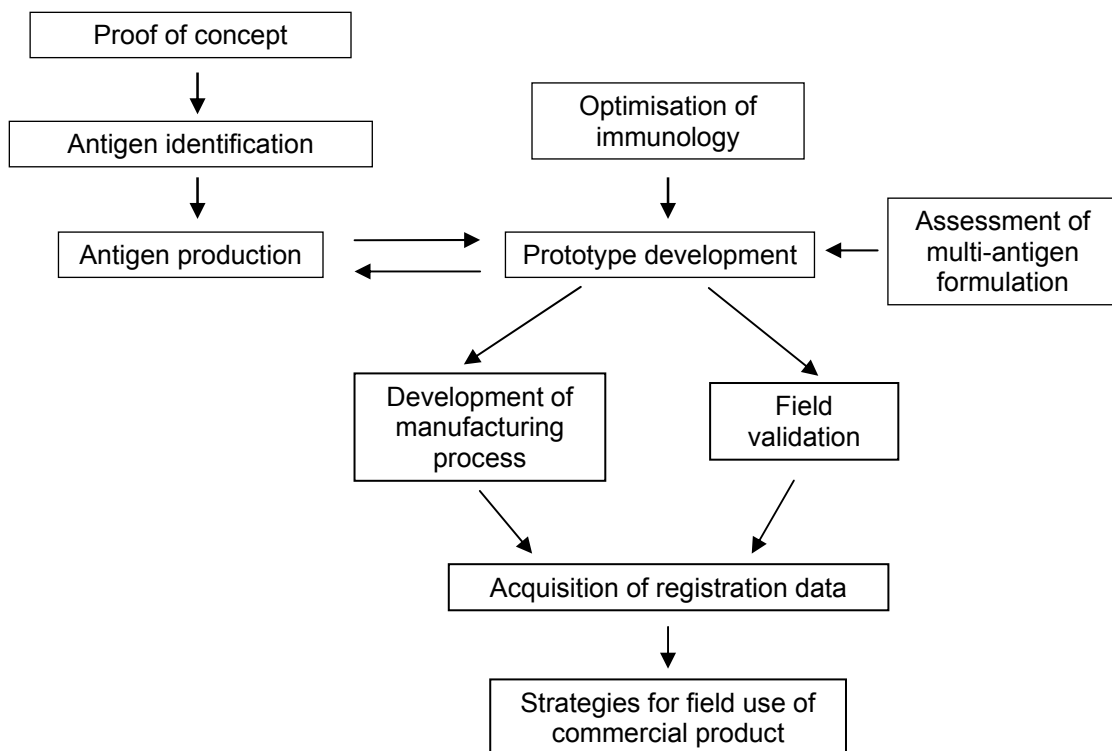 Proof of concept
Antigen identification
Antigen production
Optimisation of
immunology
Prototype development
Assessment of
multi-antigen
formulation
Development of
manufacturing
process
Field
validation
Acquisition of registration data
Strategies for field use of
commercial product